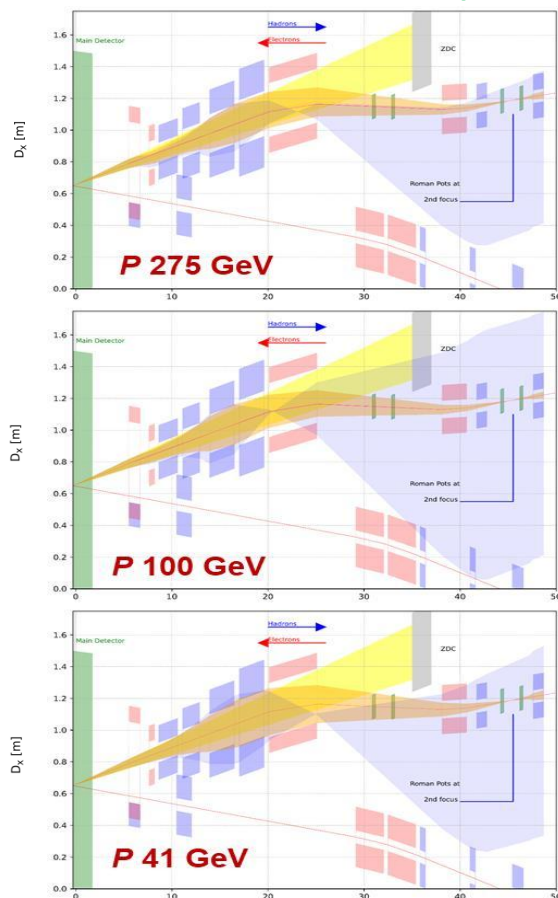 Hadrons
Electrons
Main Detector
ZDC
Roman Pots at
2nd focus
P 275 GeV
Dx [m]
1.6
1.4
1.2
1.0
0.8
0.6
0.4
0.2
0.0
0 10 20 30 40 50
Hadrons
Electrons
Main Detector
ZDC
Roman Pots at
2nd focus
P 100 GeV
1.6
1.4
1.2
1.0
0.8
0.6
0.4
0.2
0.0
0 10 20 30 40 50
Hadrons
Electrons
Main Detector
ZDC
Roman Pots at
2nd focus
P 41 GeV
Dx [m]
1.6
1.4
1.2
1.0
0.8
0.6
0.4
0.2
0.0
0 10 20 30 40 50